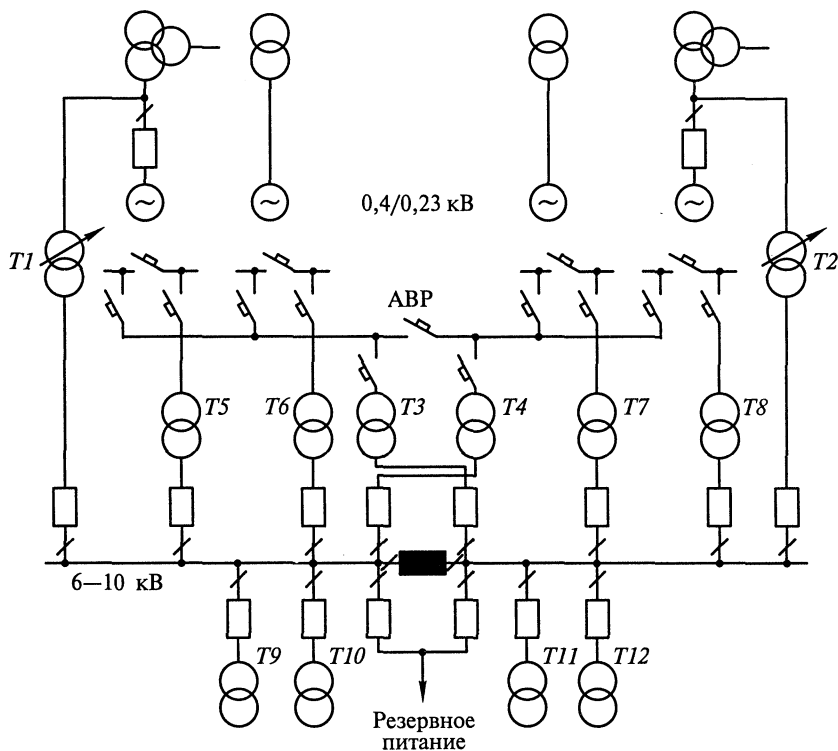 0,4/0,23 кВ
T1
T2
АВР
T5
T6
T3
T4
T7
T8
6—10 кВ
T9
T10
T11
T12
Резервное
питание